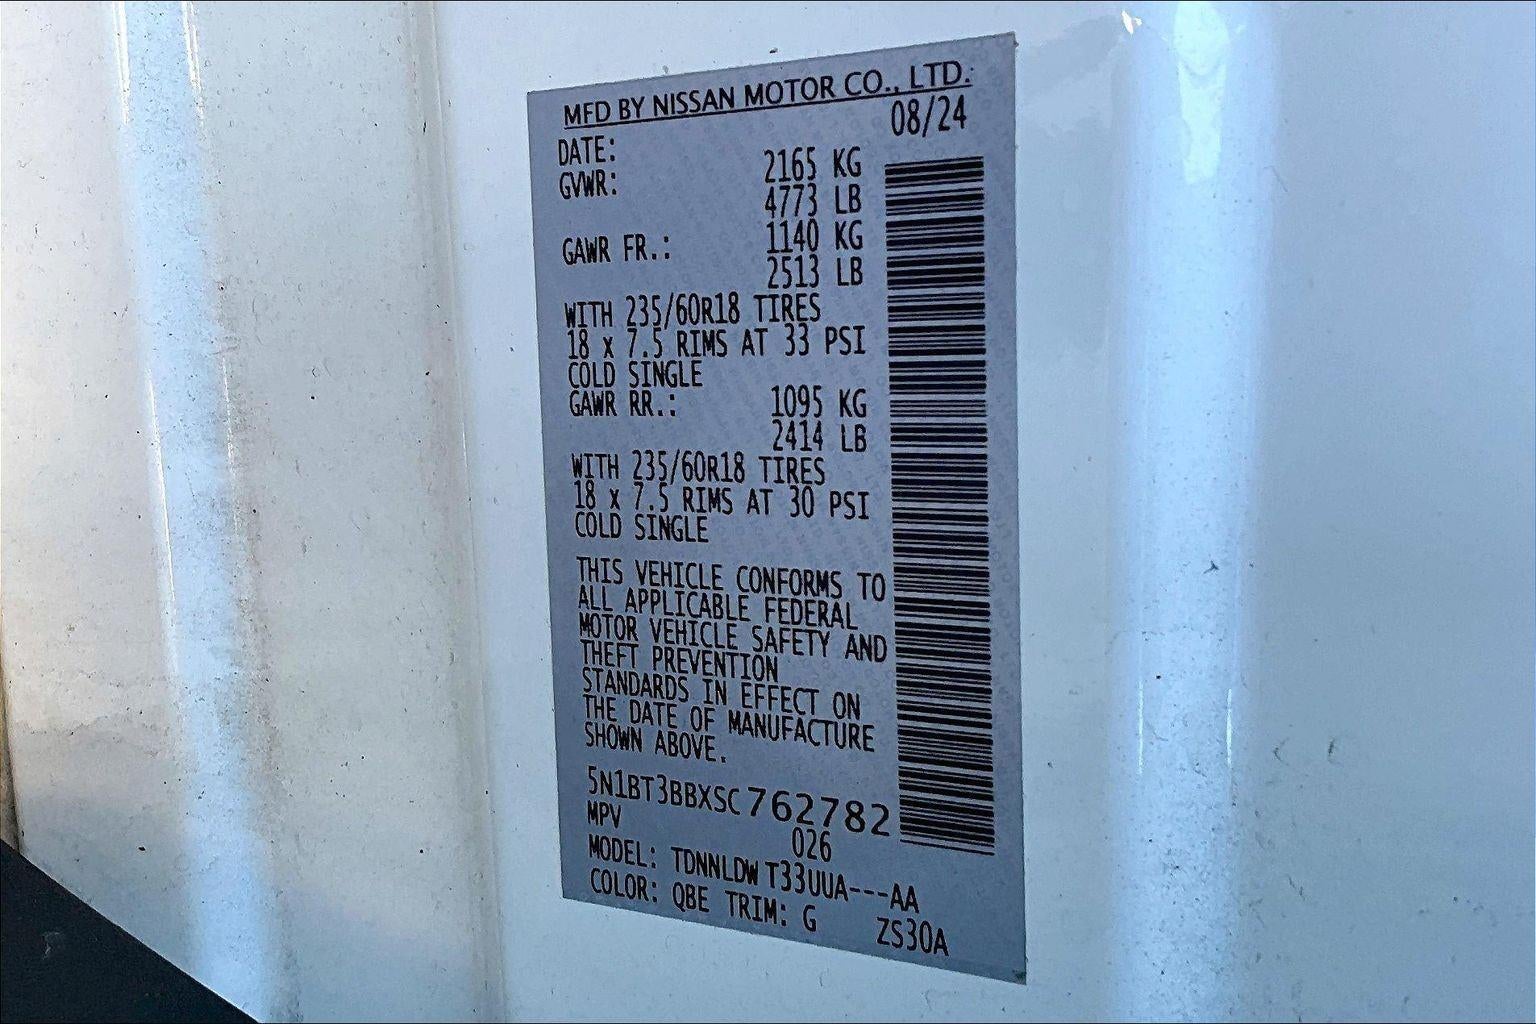 MFD BY NISSAN MOTOR CO., LTD.
DATE: 08/24
GVWR: 2165 KG
4773 LB
GAWR FR.: 1140 KG
2513 LB
WITH 235/60R18 TIRES
18 x 7.5 RIMS AT 33 PSI
COLD SINGLE
GAWR RR.: 1095 KG
2414 LB
WITH 235/60R18 TIRES
18 x 7.5 RIMS AT 30 PSI
COLD SINGLE
THIS VEHICLE CONFORMS TO
ALL APPLICABLE FEDERAL
MOTOR VEHICLE SAFETY AND
THEFT PREVENTION
STANDARDS IN EFFECT ON
THE DATE OF MANUFACTURE
SHOWN ABOVE.
5N1BT3BBXSC762782
MPV 026
MODEL: TDNNLDW T33UUA---AA
COLOR: QBE TRIM: G ZS30A